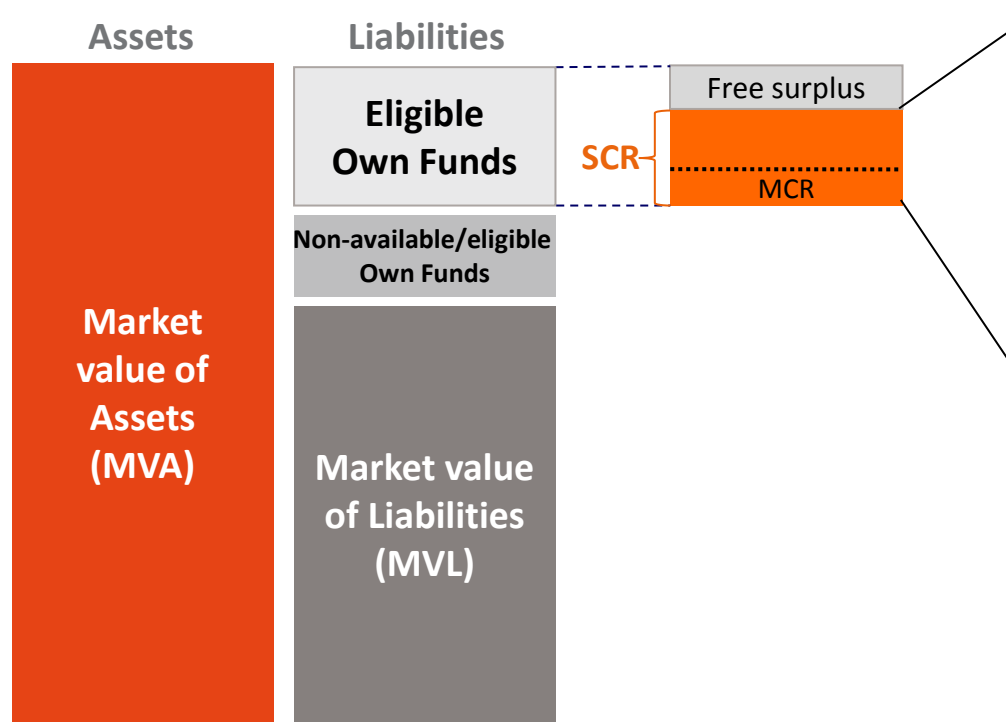 Assets
Liabilities
Eligible
Own Funds
Free surplus
SCR
MCR
Non-available/eligible
Own Funds
Market
value of
Assets
(MVA)
Market value
of Liabilities
(MVL)